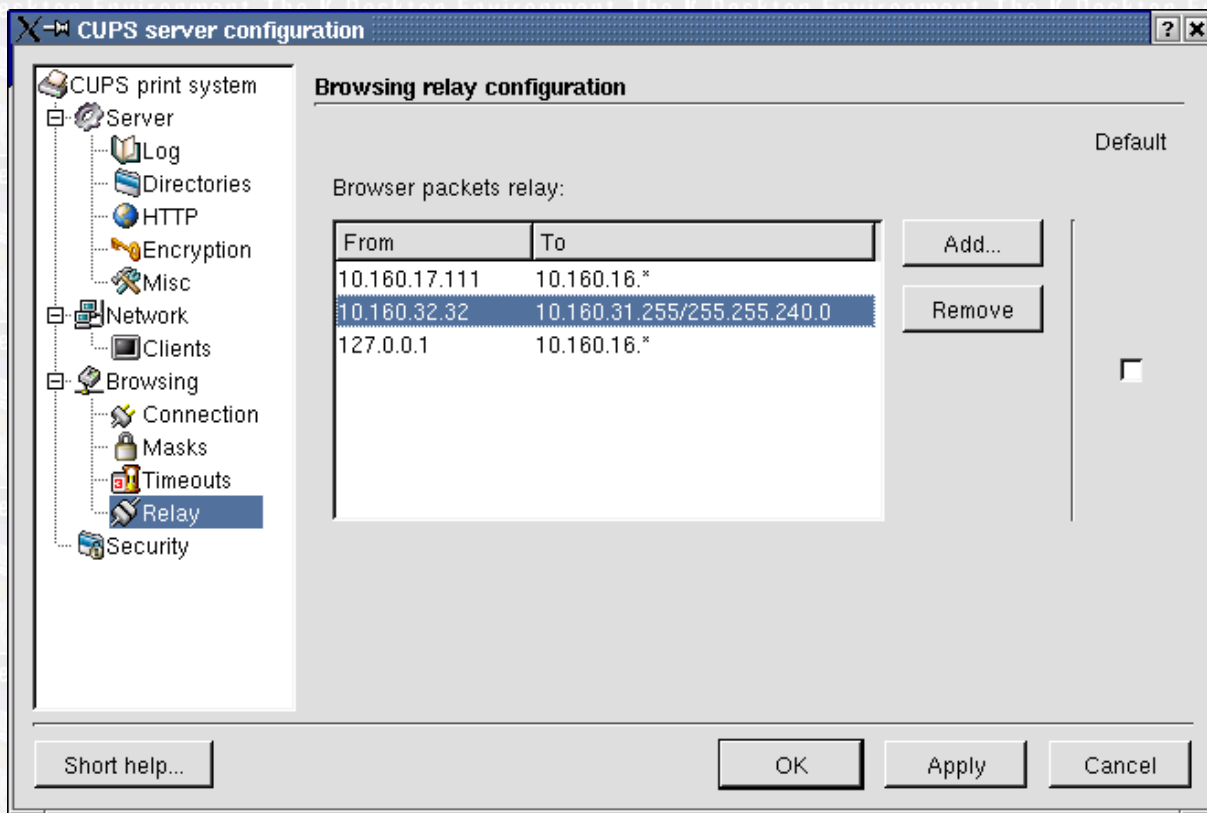 CUPS server configuration
CUPS print system
Server
Log
Directories
HTTP
Encryption
Misc
Network
Clients
Browsing
Connection
Masks
Timeouts
Relay
Security
Browsing relay configuration
Default
Browser packets relay:
From To
10.160.17.111 10.160.16.*
10.160.32.32 10.160.31.255/255.255.240.0
127.0.0.1 10.160.16.*
Add...
Remove
Short help...
OK
Apply
Cancel